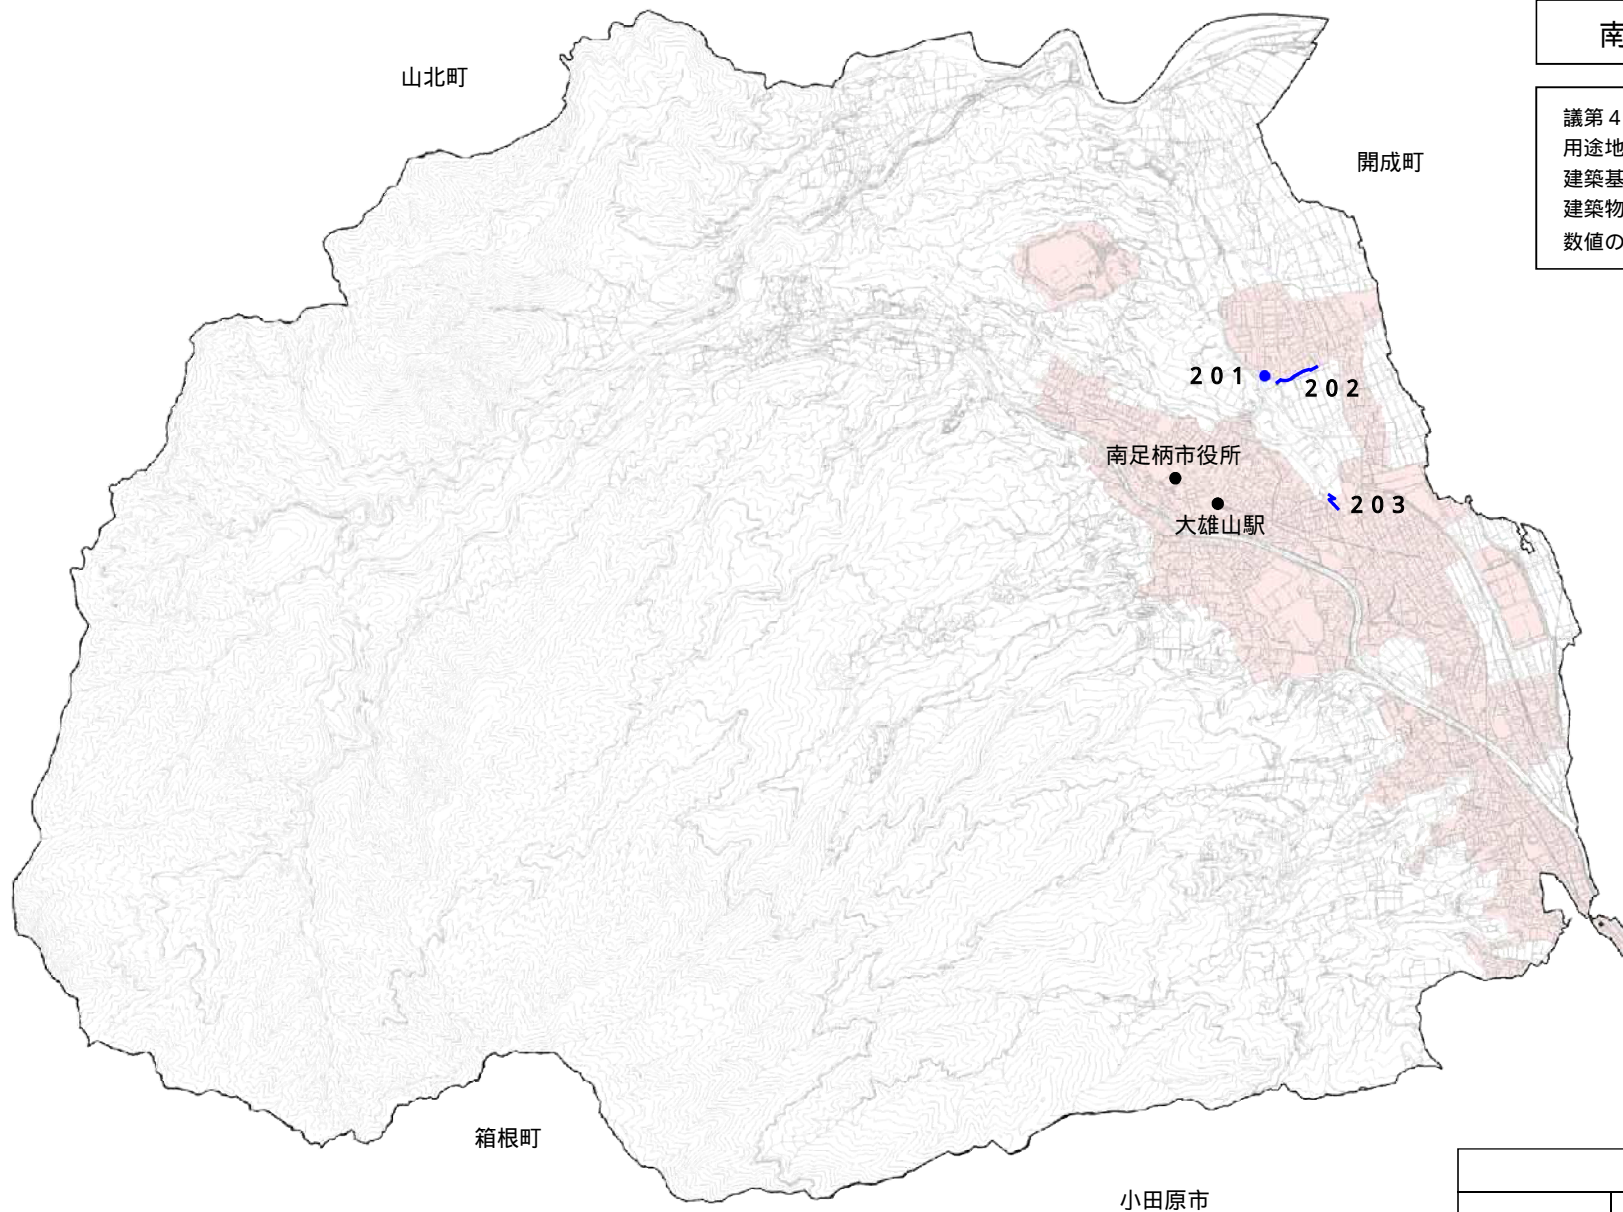 南
山北町
議第４
用途地
建築基
建築物
数値の
開成町
２０１
２０２
南足柄市役所
２０３
大雄山駅
箱根町
小田原市